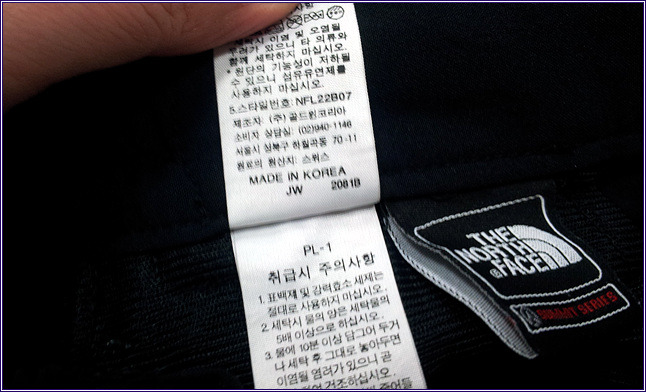 사항
세탁시 이염 및 오염될
우려가 있으니 타 의류와
함께 세탁하지 마십시오.
* 원단의 기능성이 저하될
수 있으니 섬유유연제를
사용하지 마십시오.
5.스타일번호: NFL22B07
제조자: (주) 골드윈코리아
소비자 상담실: (02)940-1146
서울시 성북구 하월곡동 70-11
원료의 원산지: 스위스
MADE IN KOREA
JW 2081B
PL-1
취급시 주의사항
1. 표백제 및 강력효소 세제는
절대로 사용하지 마십시오.
2. 세탁시 물의 양은 세탁물의
5배 이상으로 하십시오.
3. 물에 10분 이상 담그어 두거
나 세탁 후 그대로 놓아두면
이염될 염려가 있으니 곧
건조하십시오.
THE
NORTH
FACE
SUMMIT SERIES